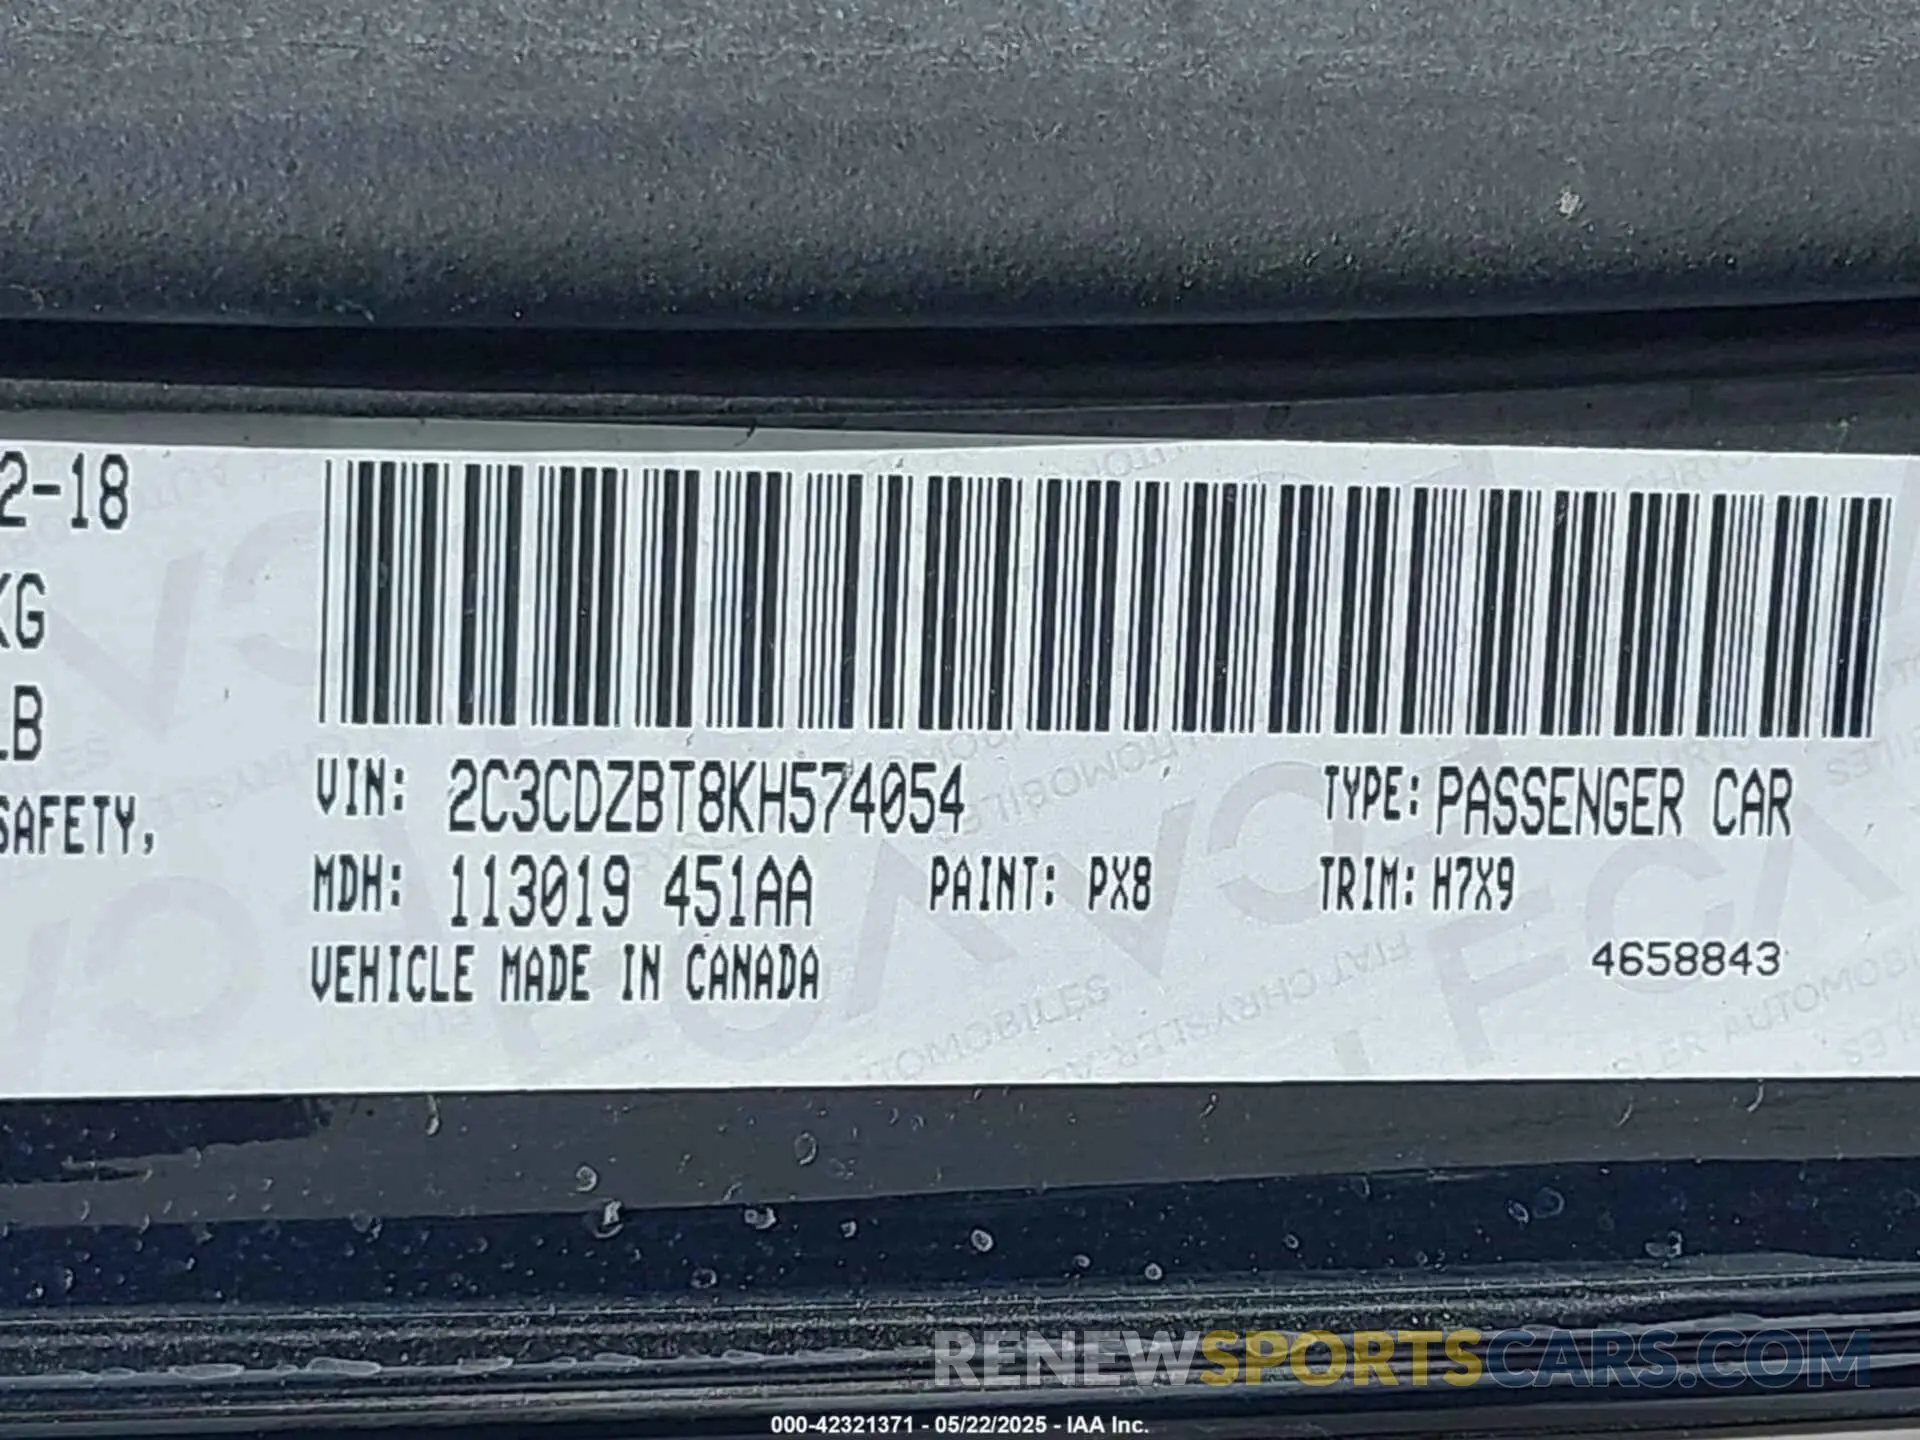 2-18
KG
LB
SAFETY,
VIN: 2C3CDZBT8KH574054
TYPE: PASSENGER CAR
MDH: 113019 451AA
PAINT: PX8
TRIM: H7X9
VEHICLE MADE IN CANADA
4658843
RENEWSPORTSCARS.COM
000-42321371 - 05/22/2025 - IAA Inc.